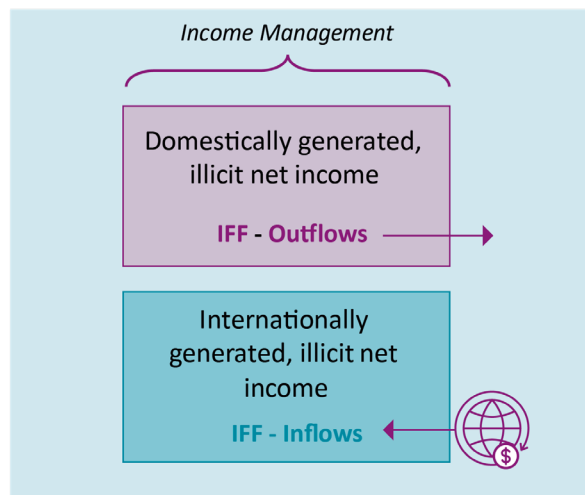 Income Management
Domestically generated,
illicit net income
IFF - Outflows
Internationally
generated, illicit net
income
IFF - Inflows
$